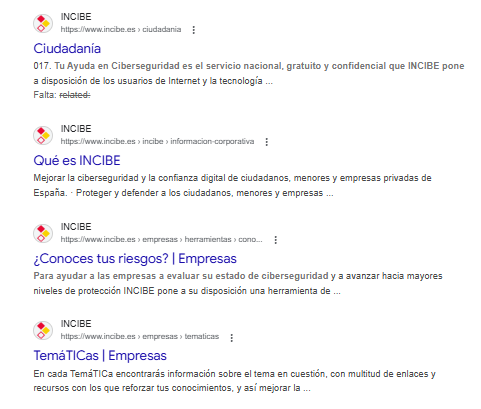 INCIBE
https://www.incibe.es › ciudadania
Ciudadanía
017. Tu Ayuda en Ciberseguridad es el servicio nacional, gratuito y confidencial que INCIBE pone
a disposición de los usuarios de Internet y la tecnología ...
Falta: related:
INCIBE
https://www.incibe.es › incibe › informacion-corporativa
Qué es INCIBE
Mejorar la ciberseguridad y la confianza digital de ciudadanos, menores y empresas privadas de
España. · Proteger y defender a los ciudadanos, menores y empresas ...
INCIBE
https://www.incibe.es › empresas › herramientas › cono...
¿Conoces tus riesgos? | Empresas
Para ayudar a las empresas a evaluar su estado de ciberseguridad y a avanzar hacia mayores
niveles de protección INCIBE pone a su disposición una herramienta de ...
INCIBE
https://www.incibe.es › empresas › tematicas
TemáTICas | Empresas
En cada TemáTICa encontrarás información sobre el tema en cuestión, con multitud de enlaces y
recursos con los que reforzar tus conocimientos, y así mejorar la ...